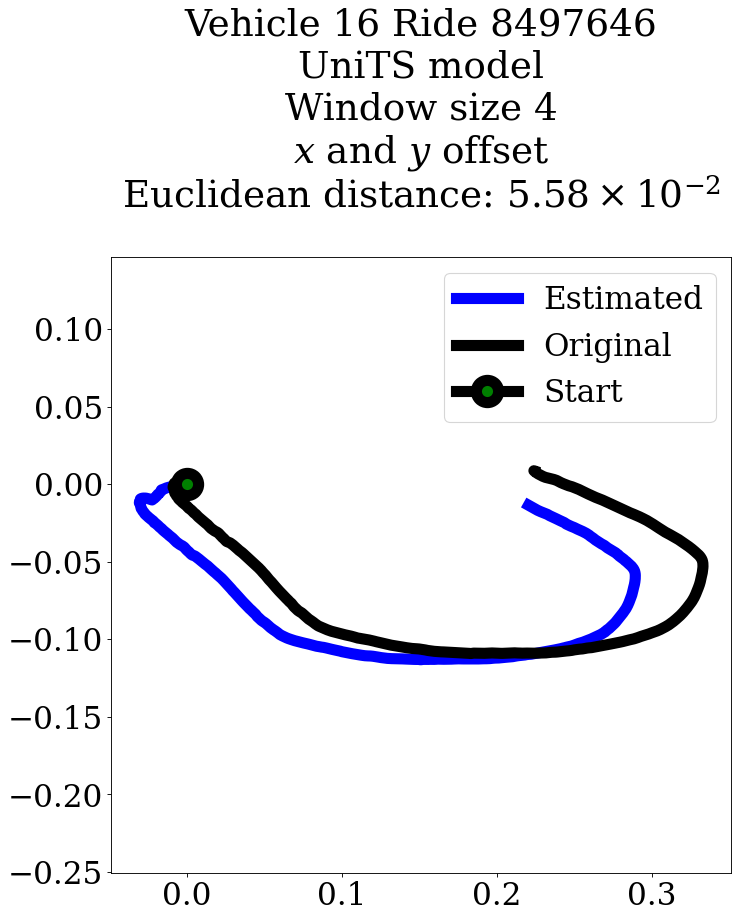 Vehicle 16 Ride 8497646
UniTS model
Window size 4
x and y offset
Euclidean distance: 5.58 × 10⁻²
Estimated
Original
Start
0.10
0.05
0.00
−0.05
−0.10
−0.15
−0.20
−0.25
0.0 0.1 0.2 0.3